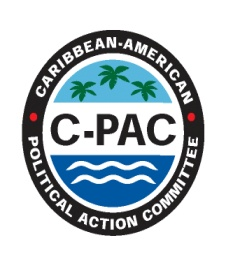 CARIBBEAN-AMERICAN
C-PAC
POLITICAL ACTION COMMITTEE